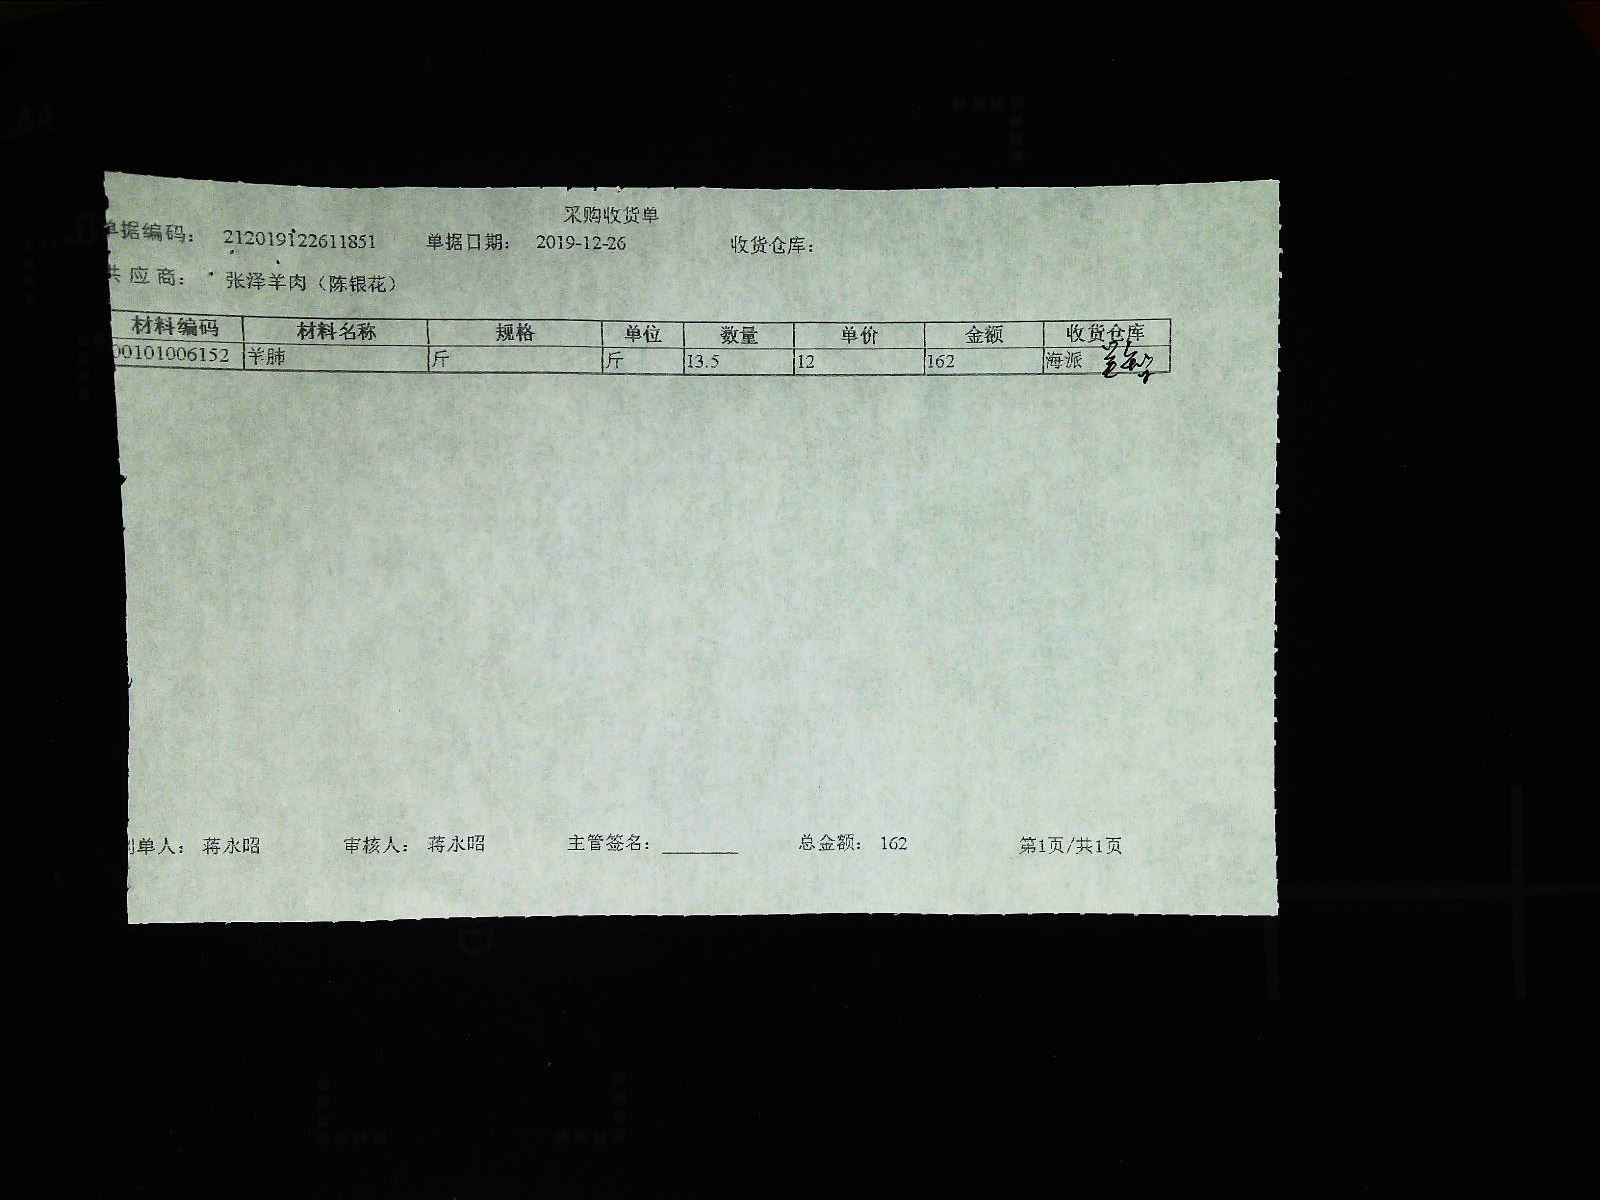 采购收货单
单据编码： 212019122611851 单据日期： 2019-12-26 收货仓库：
供应商： 张泽羊肉（陈银花）
材料编码 材料名称 规格 单位 数量 单价 金额 收货仓库
00101006152 羊肺 斤 斤 13.5 12 162 海派
制单人： 蒋永昭 审核人： 蒋永昭 主管签名： 总金额： 162 第1页/共1页